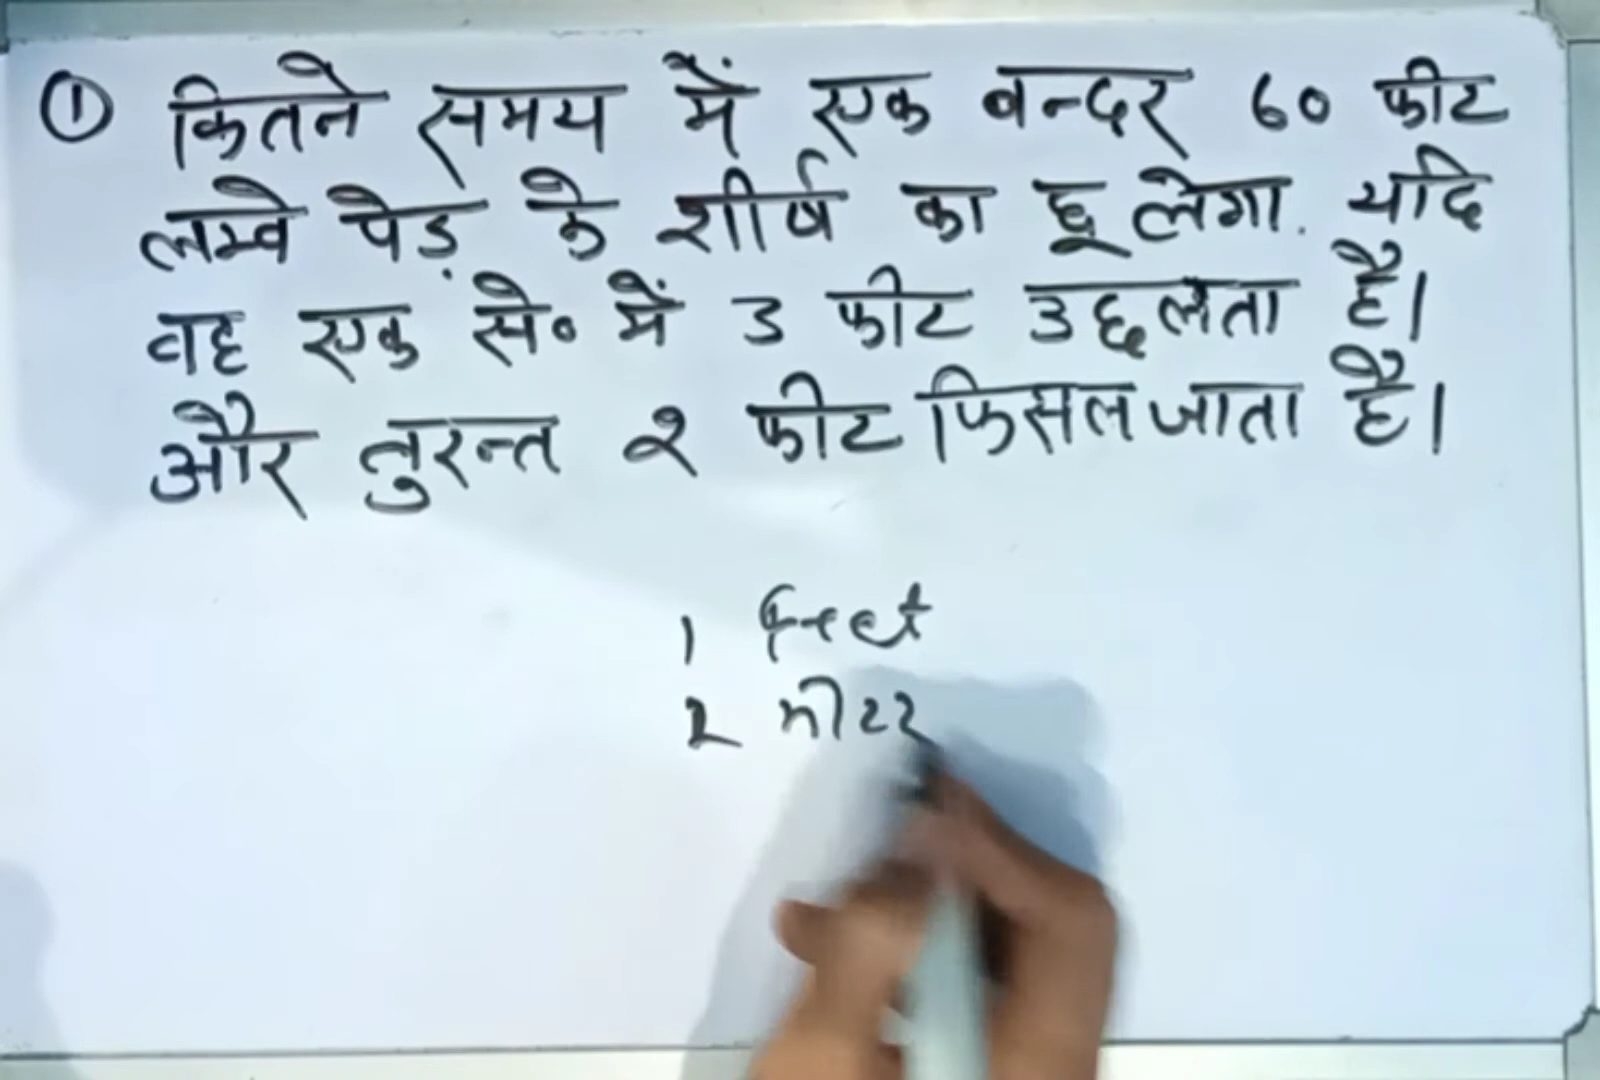 ① कितने समय में एक बन्दर 60 फीट
लम्बे पेड़ के शीर्ष का छू लेगा. यदि
वह एक से० में 3 फीट उछलता है।
और तुरन्त २ फीट फिसल जाता है।
1 Feet
2 मीटर